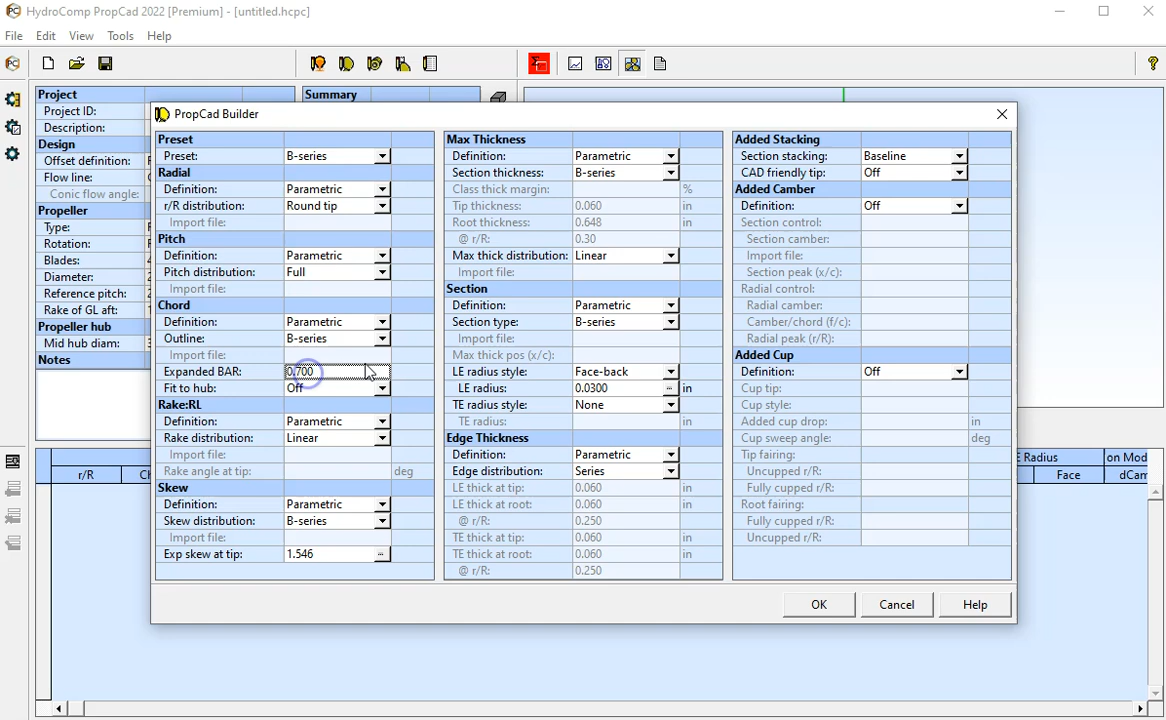 HydroComp PropCad 2022 [Premium] - [untitled.hcpc]
File Edit View Tools Help
Project
Project ID:
Description:
Design
Offset definition:
Flow line:
Conic flow angle:
Propeller
Type:
Rotation:
Blades:
Diameter:
Reference pitch:
Rake of GL aft:
Propeller hub
Mid hub diam:
Notes
Summary
PropCad Builder
Preset
Preset: B-series
Radial
Definition: Parametric
r/R distribution: Round tip
Import file:
Pitch
Definition: Parametric
Pitch distribution: Full
Import file:
Chord
Definition: Parametric
Outline: B-series
Import file:
Expanded BAR: 0.700
Fit to hub: Off
Rake:RL
Definition: Parametric
Rake distribution: Linear
Import file:
Rake angle at tip: deg
Skew
Definition: Parametric
Skew distribution: B-series
Import file:
Exp skew at tip: 1.546
Max Thickness
Definition: Parametric
Section thickness: B-series
Class thick margin: %
Tip thickness: 0.060 in
Root thickness: 0.648 in
@ r/R: 0.30
Max thick distribution: Linear
Import file:
Section
Definition: Parametric
Section type: B-series
Import file:
Max thick pos (x/c):
LE radius style: Face-back
LE radius: 0.0300 in
TE radius style: None
TE radius: in
Edge Thickness
Definition: Parametric
Edge distribution: Series
LE thick at tip: 0.060 in
LE thick at root: 0.060 in
@ r/R: 0.250
TE thick at tip: 0.060 in
TE thick at root: 0.060 in
@ r/R: 0.250
Added Stacking
Section stacking: Baseline
CAD friendly tip: Off
Added Camber
Definition: Off
Section control:
Section camber:
Import file:
Section peak (x/c):
Radial control:
Radial camber:
Camber/chord (f/c):
Radial peak (r/R):
Added Cup
Definition: Off
Cup tip:
Cup style:
Added cup drop: in
Cup sweep angle: deg
Tip fairing:
Uncupped r/R:
Fully cupped r/R:
Root fairing:
Fully cupped r/R:
Uncupped r/R:
OK Cancel Help
r/R
Radius
on Mod
Face
dCam